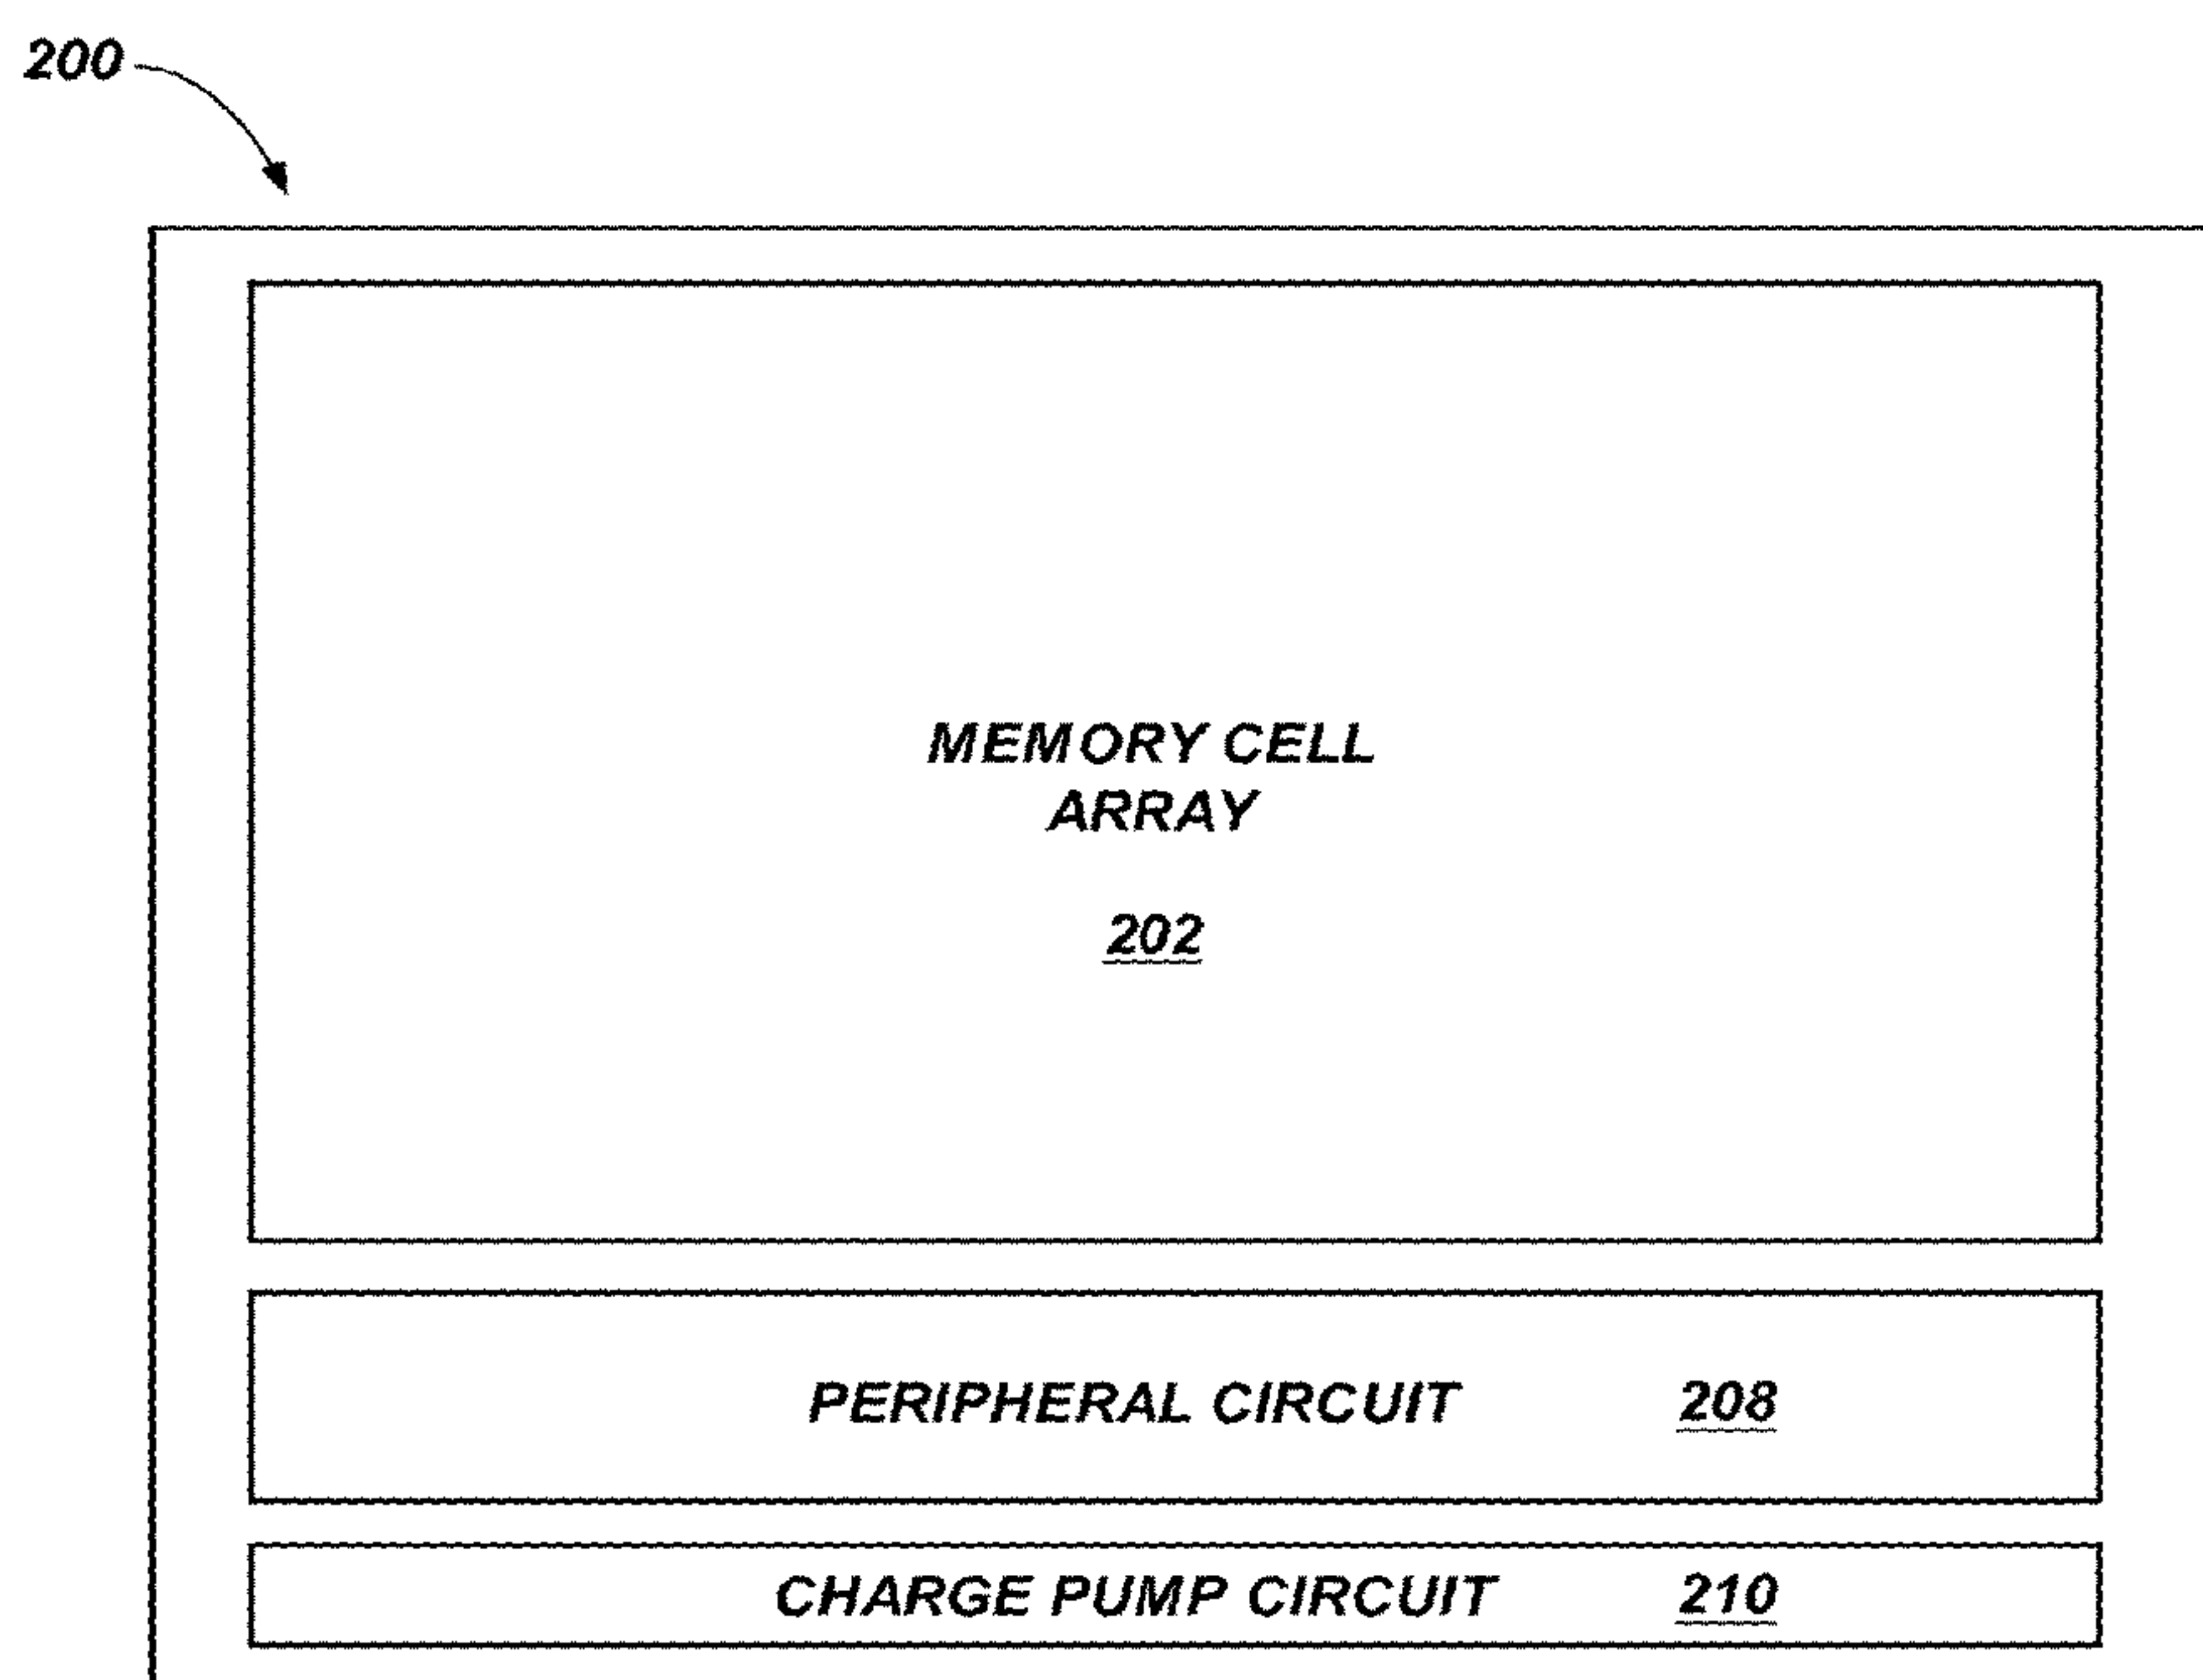 200
MEMORY CELL
ARRAY
202
PERIPHERAL CIRCUIT 208
CHARGE PUMP CIRCUIT 210